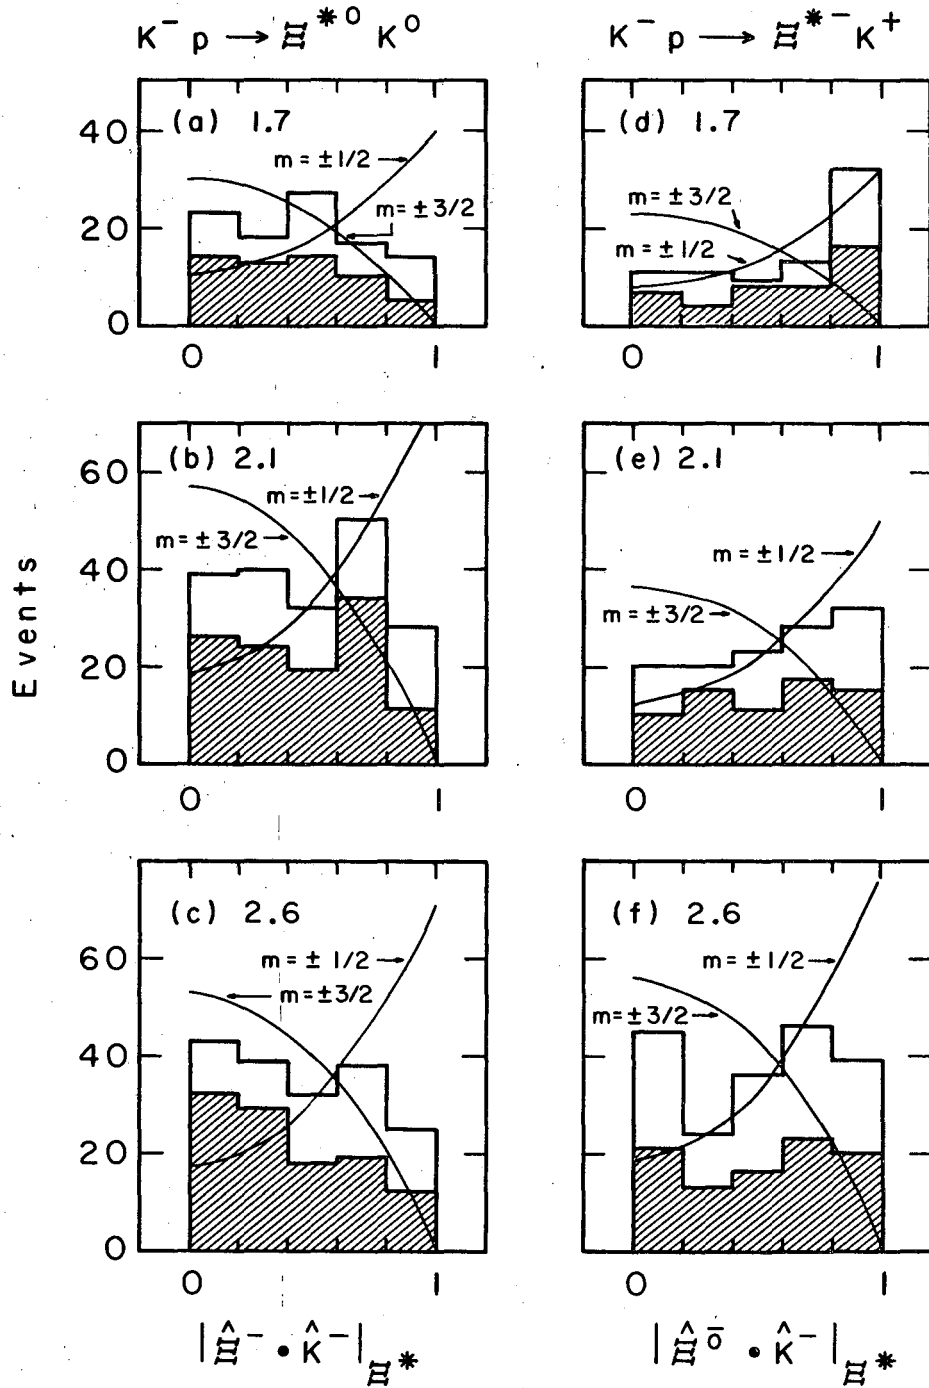 K⁻ p → Ξ*⁰ K⁰
K⁻ p → Ξ*⁻ K⁺
Events
(a) 1.7
m = ±1/2
m = ±3/2
40
20
0
0 1
(d) 1.7
m = ±3/2
m = ±1/2
0 1
(b) 2.1
m = ±1/2
m = ±3/2
60
40
20
0
0 1
(e) 2.1
m = ±1/2
m = ±3/2
0 1
(c) 2.6
m = ± 1/2
m = ±3/2
60
40
20
0
0 1
(f) 2.6
m = ±1/2
m = ±3/2
0 1
|Ξ̂⁻ • K̂⁻|Ξ*
|Ξ̂⁰̄ • K̂⁻|Ξ*